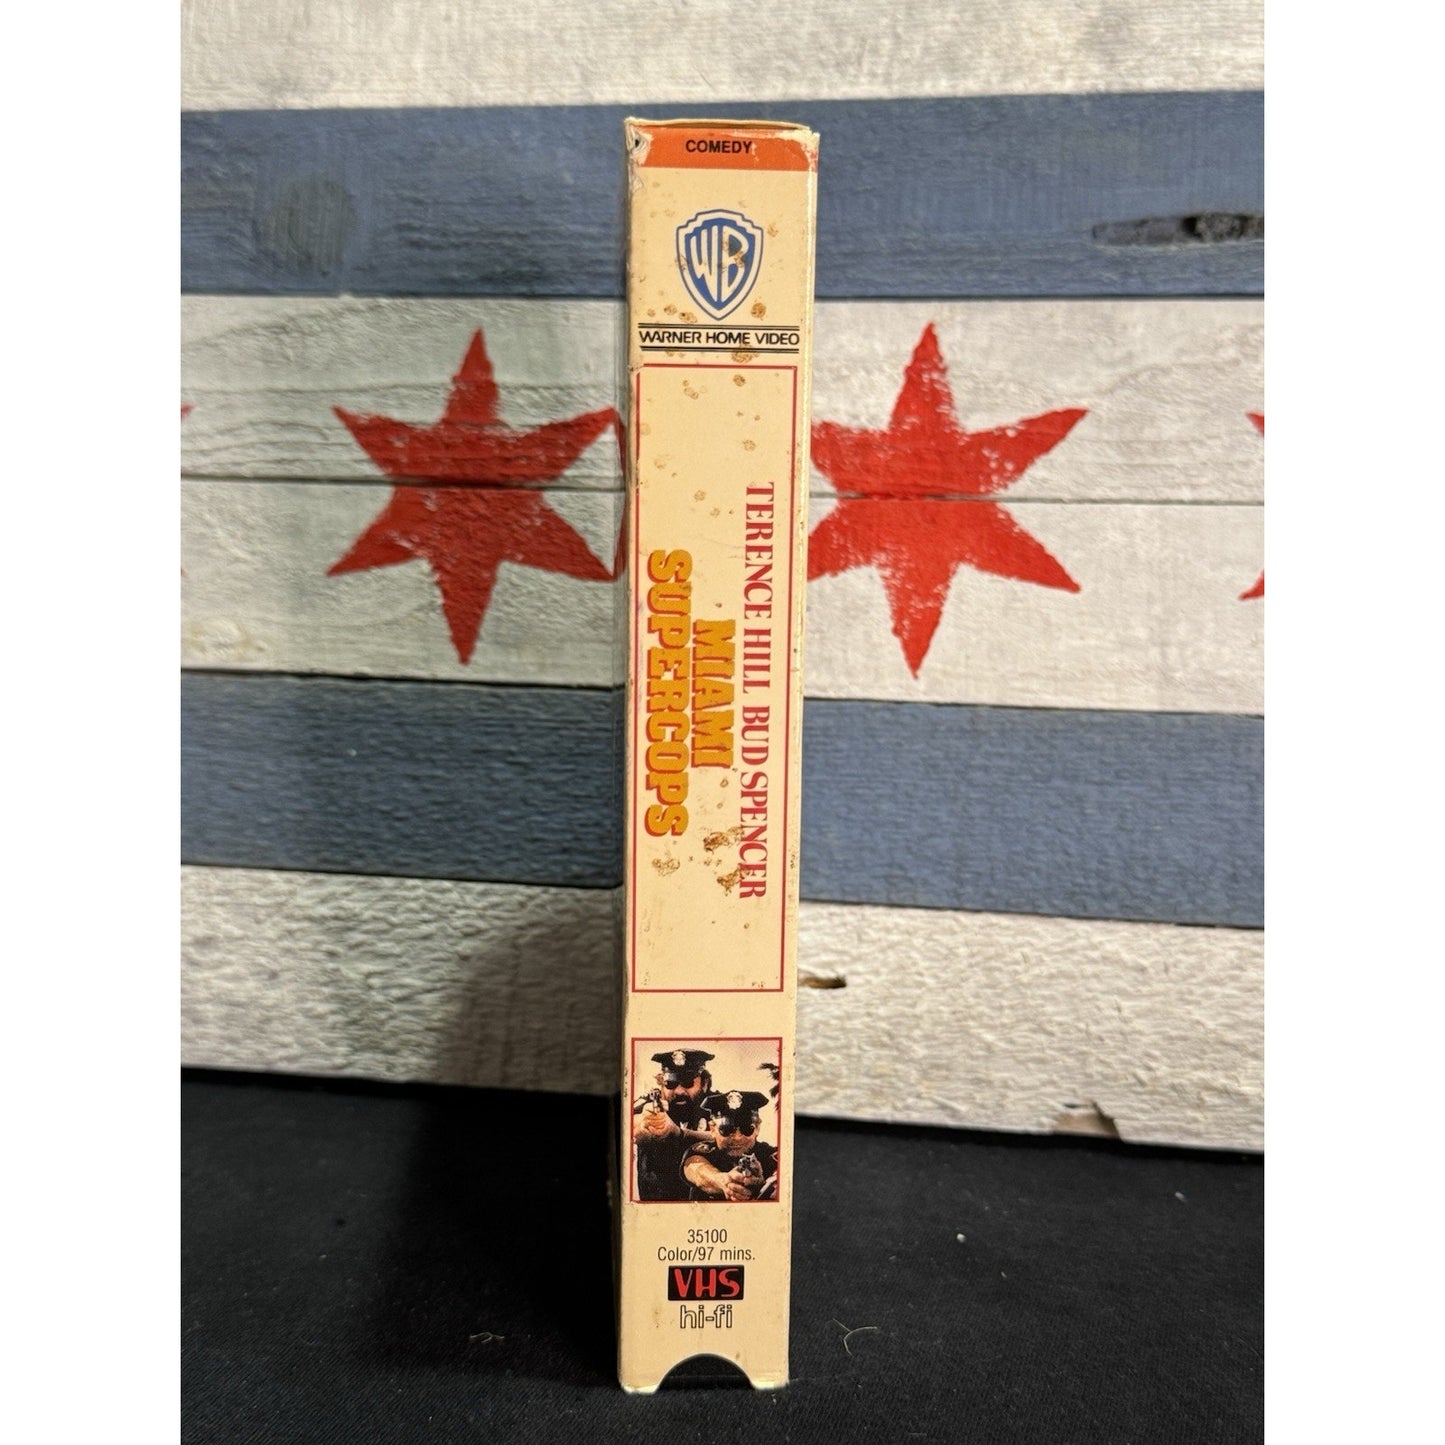 COMEDY
WB
WARNER HOME VIDEO
TERENCE HILL BUD SPENCER
MIAMI
SUPERCOPS
35100
Color/97 mins.
VHS
hi-fi